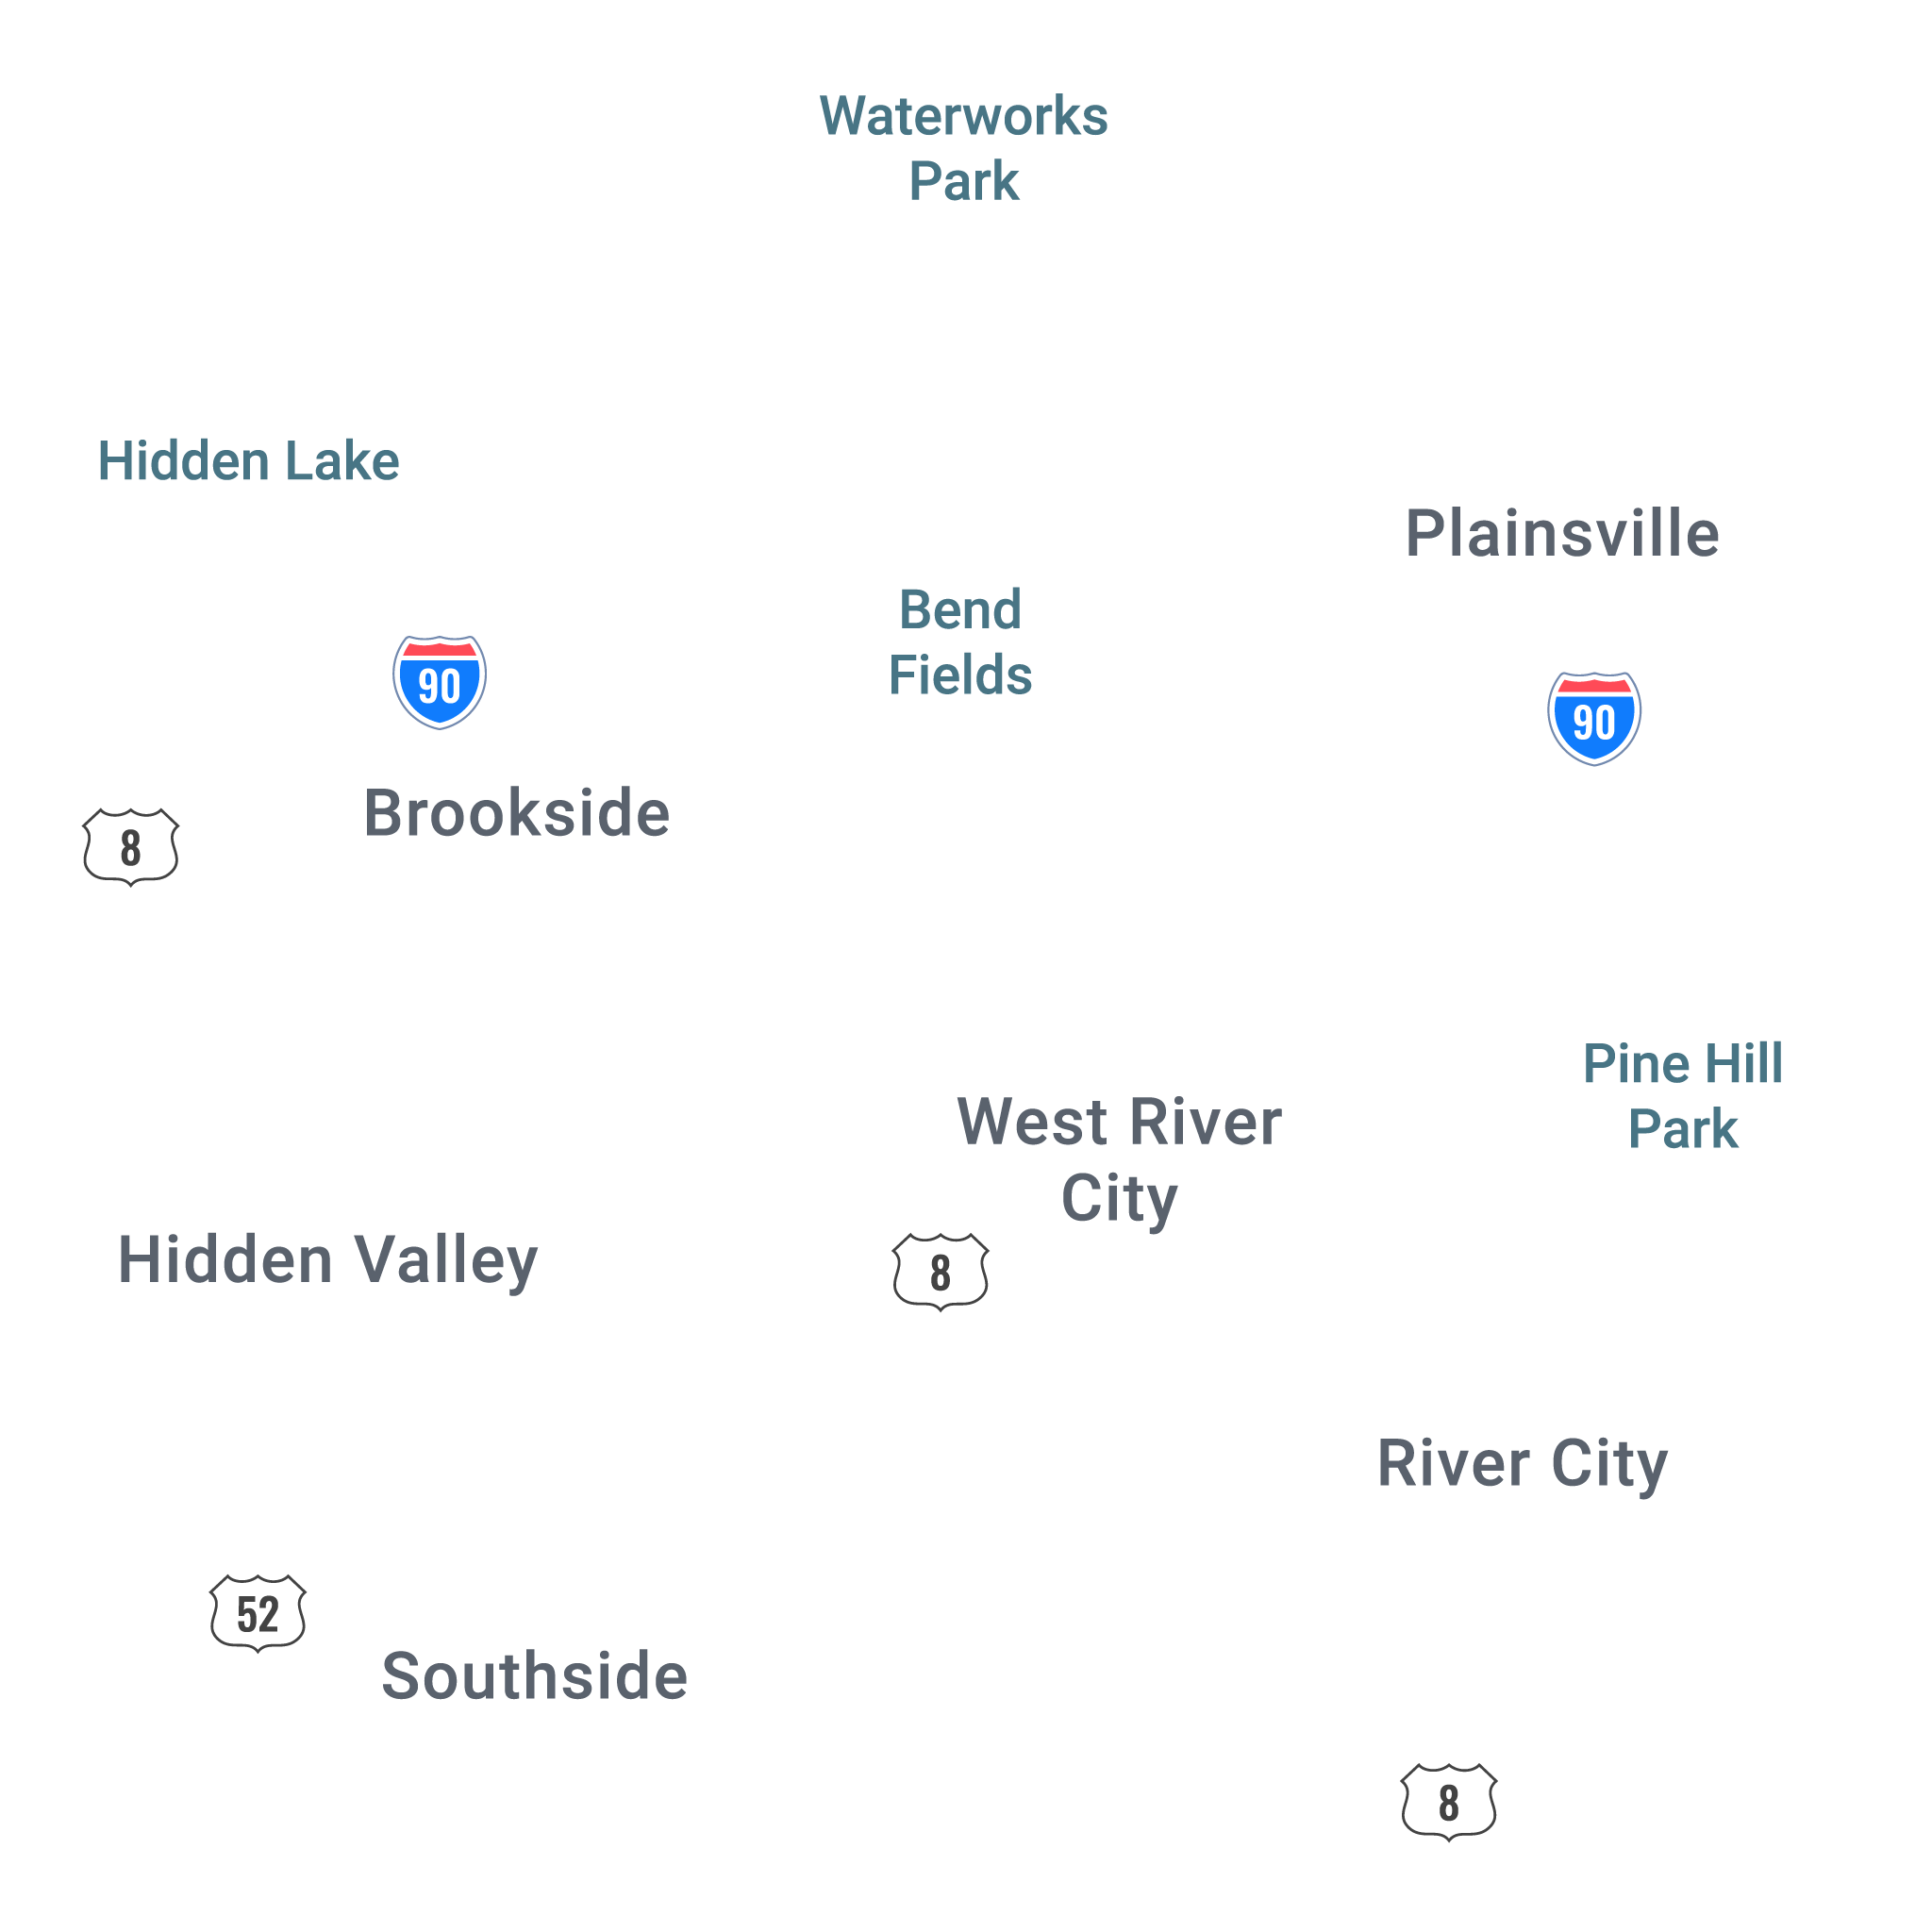 Waterworks
Park
Hidden Lake
Plainsville
Bend
Fields
90
90
Brookside
8
Pine Hill
Park
West River
City
Hidden Valley
8
River City
52
Southside
8